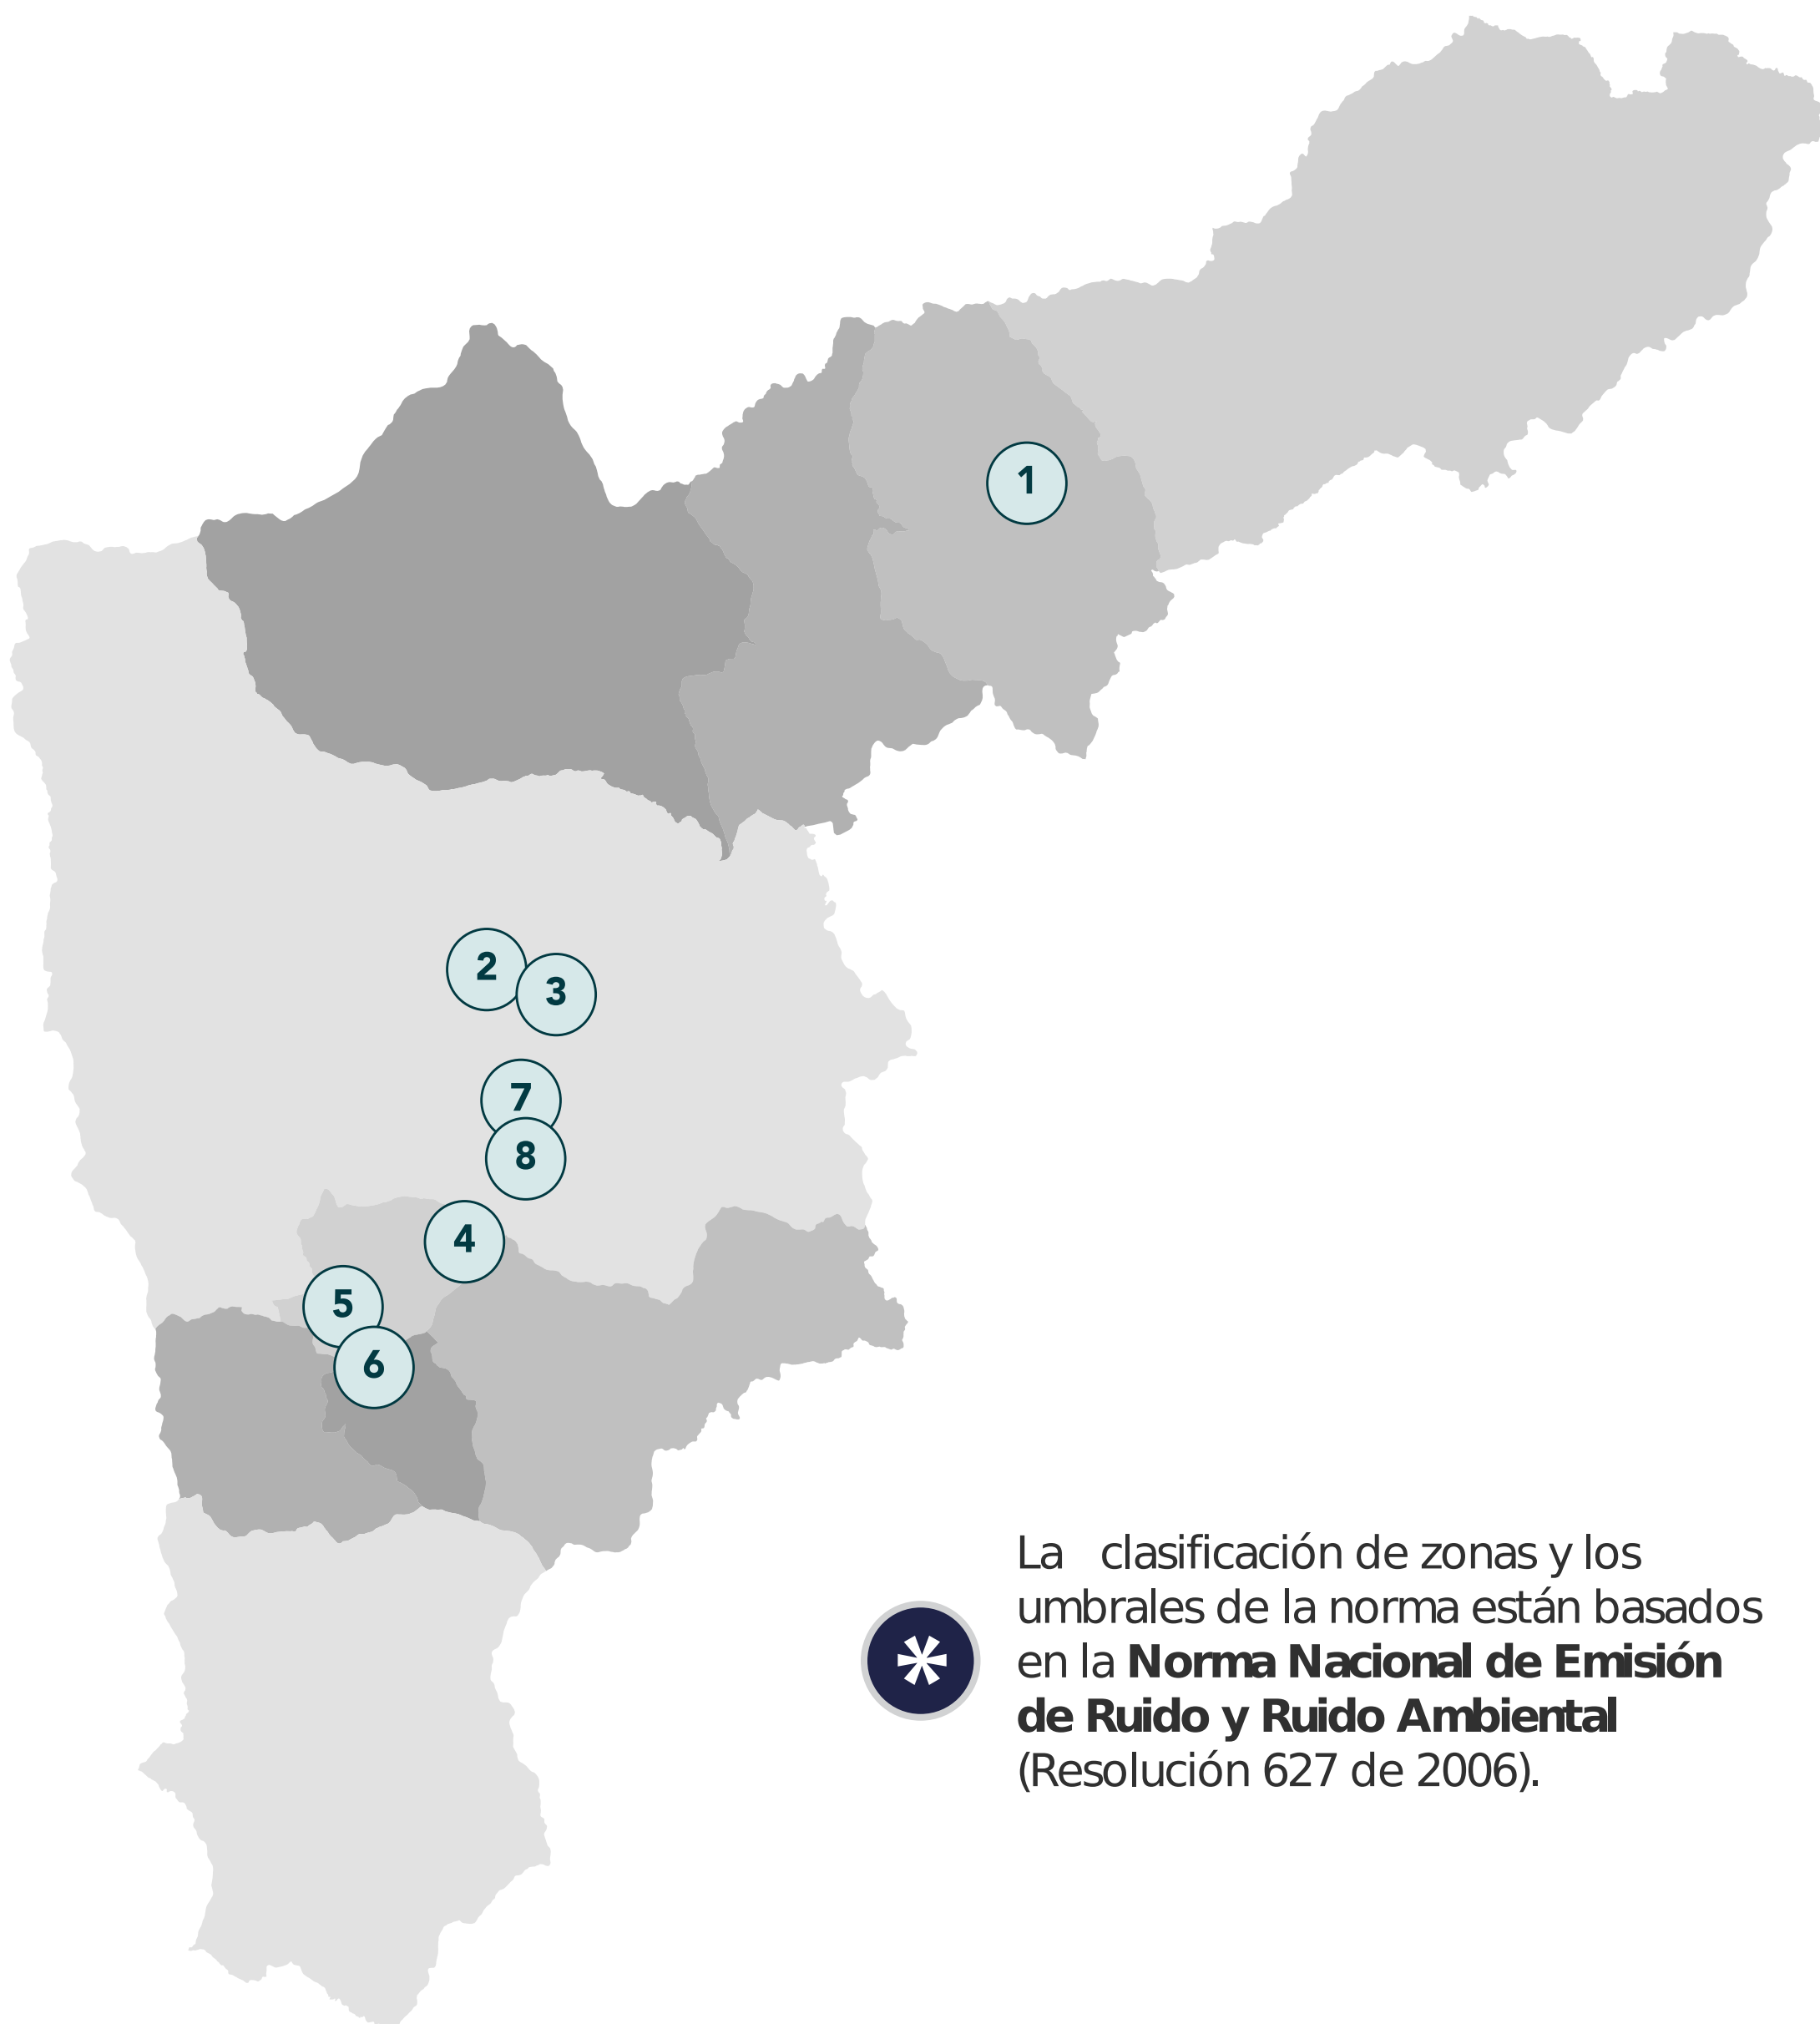 1
2
3
7
8
4
5
6
La clasificación de zonas y los
umbrales de la norma están basados
en la Norma Nacional de Emisión
de Ruido y Ruido Ambiental
(Resolución 627 de 2006).